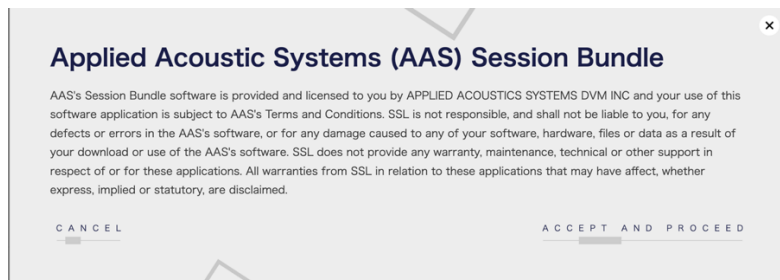 Applied Acoustic Systems (AAS) Session Bundle
AAS's Session Bundle software is provided and licensed to you by APPLIED ACOUSTICS SYSTEMS DVM INC and your use of this
software application is subject to AAS's Terms and Conditions. SSL is not responsible, and shall not be liable to you, for any
defects or errors in the AAS's software, or for any damage caused to any of your software, hardware, files or data as a result of
your download or use of the AAS's software. SSL does not provide any warranty, maintenance, technical or other support in
respect of or for these applications. All warranties from SSL in relation to these applications that may have affect, whether
express, implied or statutory, are disclaimed.
CANCEL
ACCEPT AND PROCEED